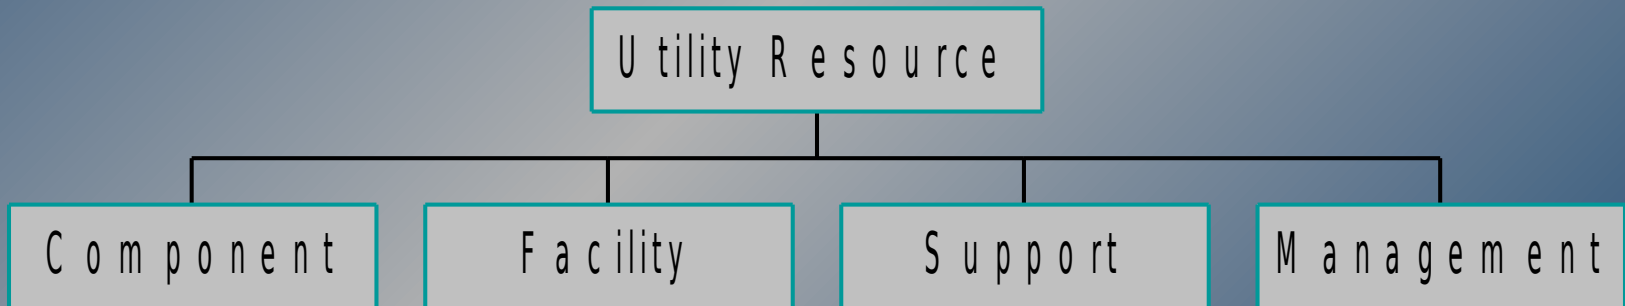 Utility Resource
Component
Facility
Support
Management